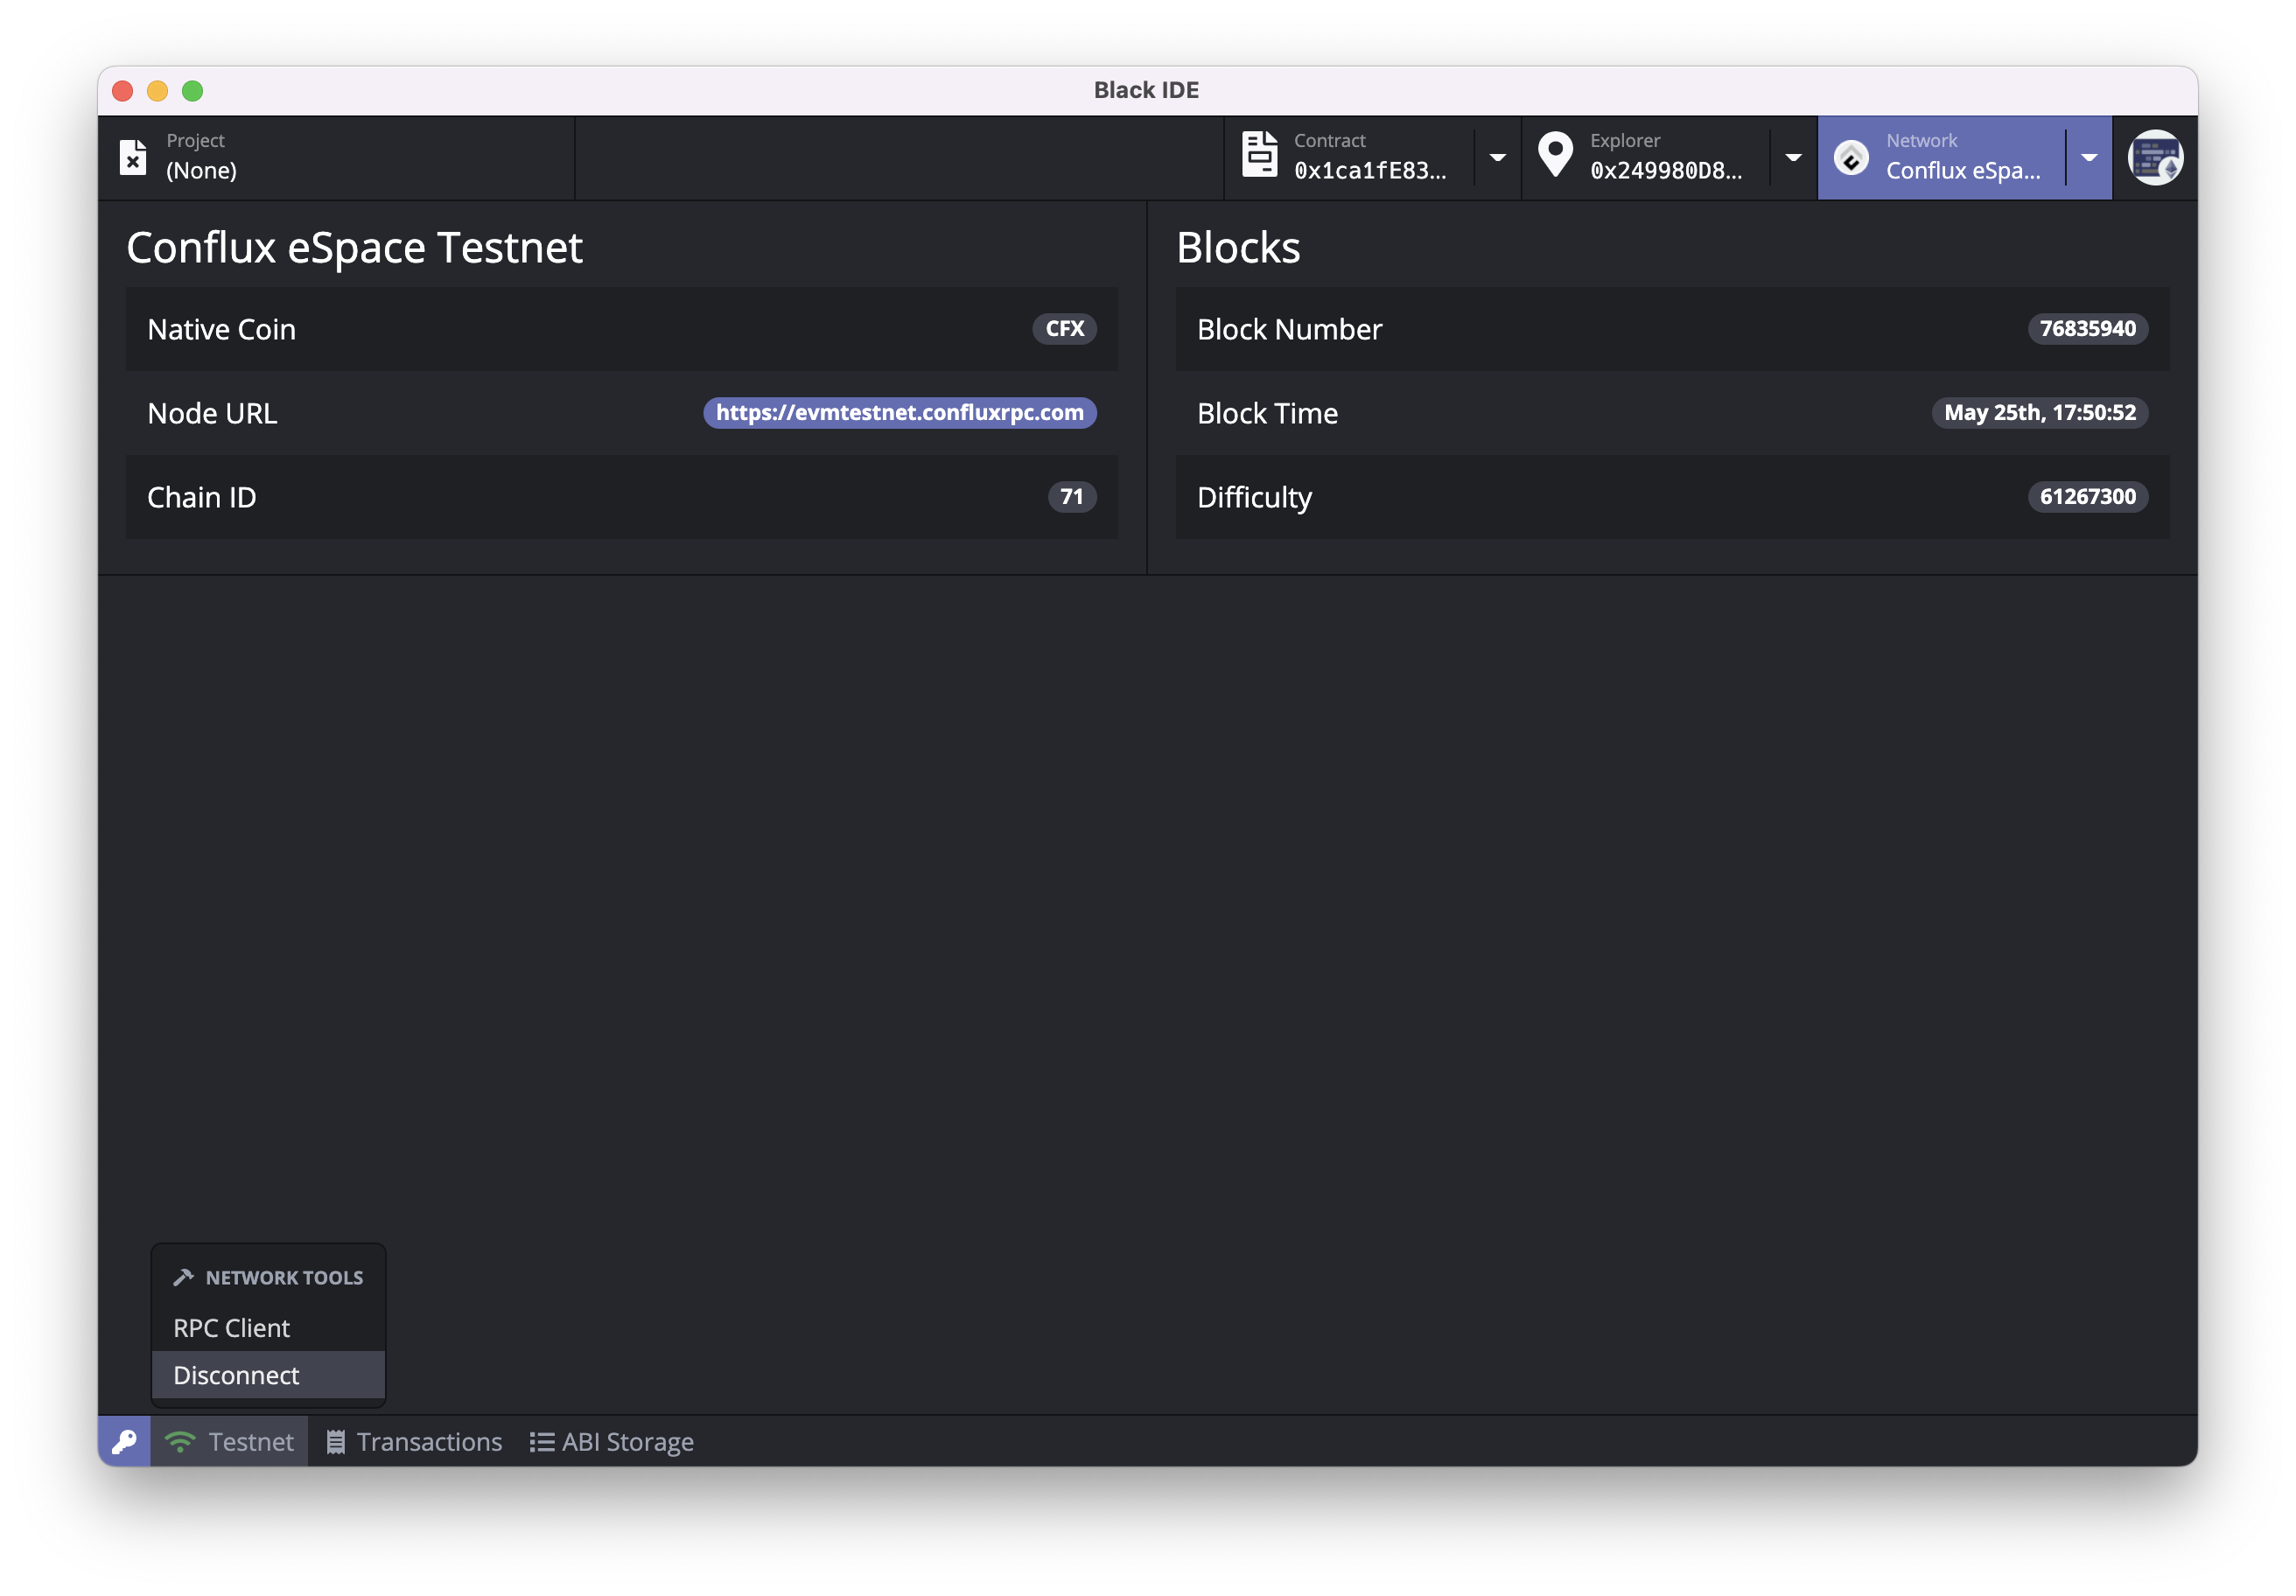 Black IDE
Project
(None)
Contract
0x1ca1fE83...
Explorer
0x249980D8...
Network
Conflux eSpa...
Conflux eSpace Testnet
Native Coin CFX
Node URL https://evmtestnet.confluxrpc.com
Chain ID 71
Blocks
Block Number 76835940
Block Time May 25th, 17:50:52
Difficulty 61267300
NETWORK TOOLS
RPC Client
Disconnect
Testnet Transactions ABI Storage